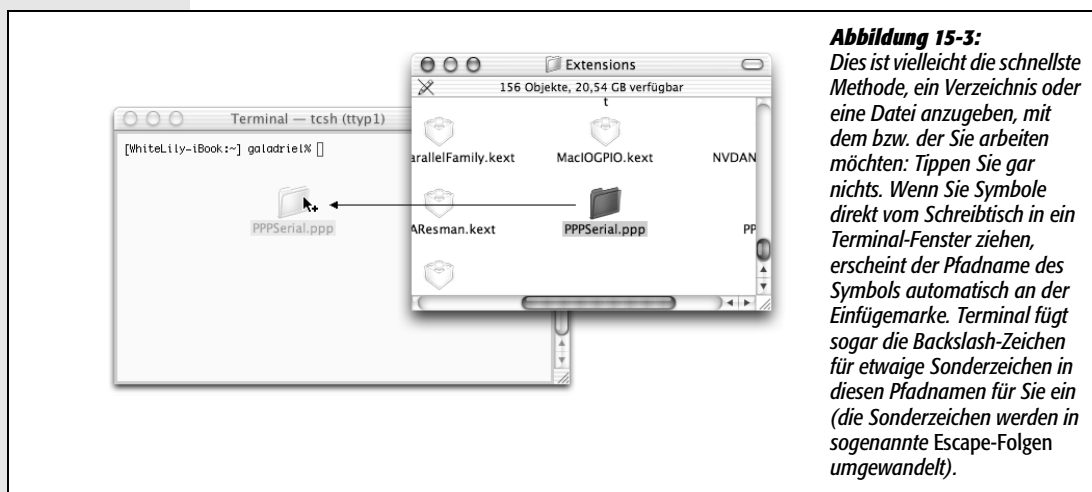 Extensions
156 Objekte, 20,54 GB verfügbar
t
Terminal — tcsh (ttyp1)
[WhiteLily-iBook:~] galadriel%
arallelFamily.kext
MacIOGPIO.kext
NVDAN
PPPSerial.ppp
AResman.kext
PPPSerial.ppp
PP
Abbildung 15-3:
Dies ist vielleicht die schnellste
Methode, ein Verzeichnis oder
eine Datei anzugeben, mit
dem bzw. der Sie arbeiten
möchten: Tippen Sie gar
nichts. Wenn Sie Symbole
direkt vom Schreibtisch in ein
Terminal-Fenster ziehen,
erscheint der Pfadname des
Symbols automatisch an der
Einfügemarke. Terminal fügt
sogar die Backslash-Zeichen
für etwaige Sonderzeichen in
diesen Pfadnamen für Sie ein
(die Sonderzeichen werden in
sogenannte Escape-Folgen
umgewandelt).